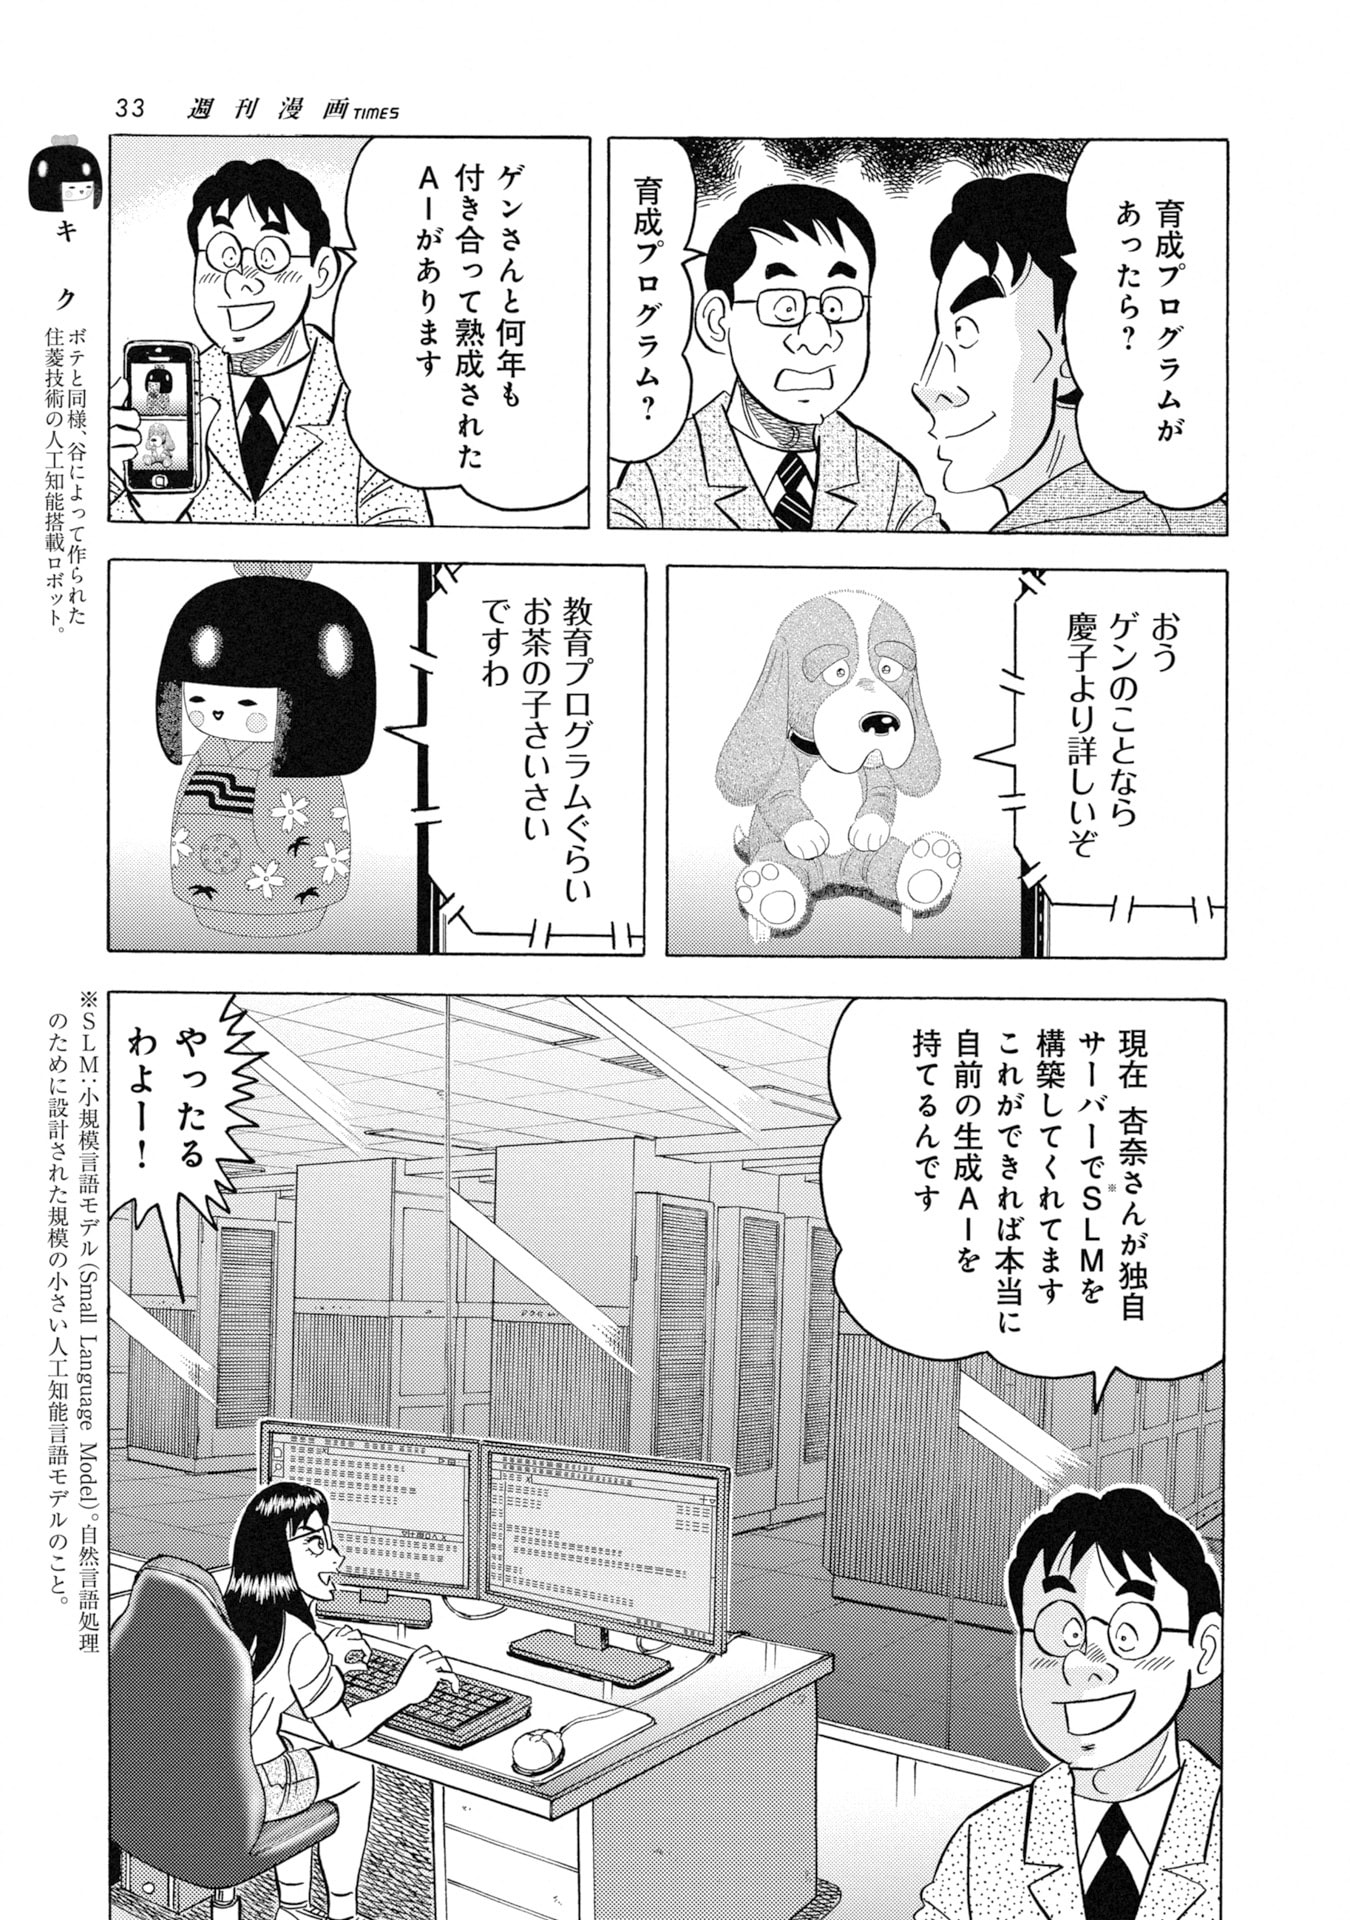 33 週刊漫画TIMES
育成プログラムが
あったら？
育成プログラム？
ゲンさんと何年も
付き合って熟成された
AIがあります
キク
ボテと同様、谷によって作られた
住菱技術の人工知能搭載ロボット。
おう
ゲンのことなら
慶子より詳しいぞ
教育プログラムぐらい
お茶の子さいさい
ですわ
現在 杏奈さんが独自
サーバーでSLM※を
構築してくれてます
これができれば本当に
自前の生成AIを
持てるんです
やったる
わよー！
※SLM：小規模言語モデル（Small Language Model）。自然言語処理
のために設計された規模の小さい人工知能言語モデルのこと。